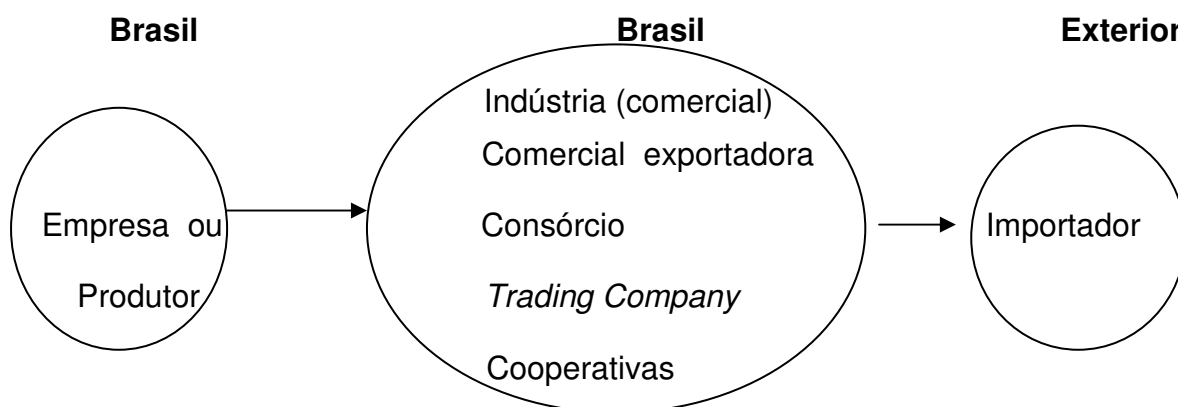 Brasil
Brasil
Exterior
Empresa ou
Produtor
Indústria (comercial)
Comercial exportadora
Consórcio
Trading Company
Cooperativas
Importador